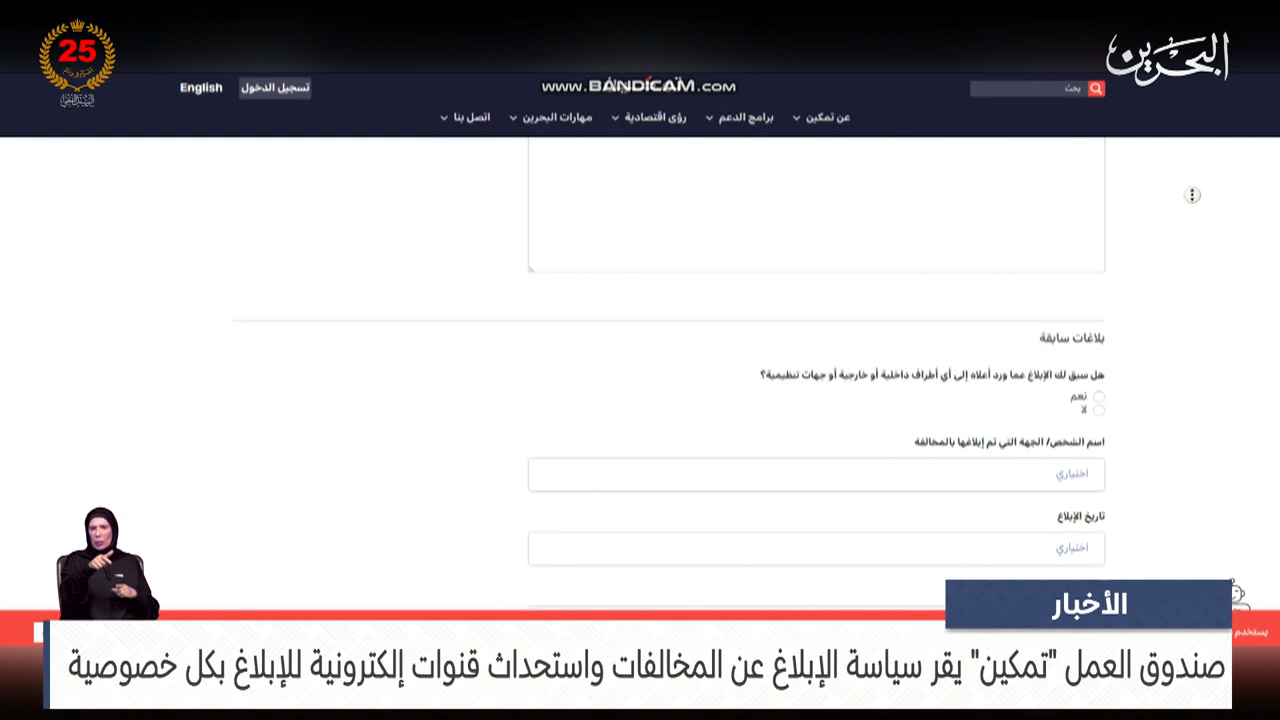 25
البحرين
English
تسجيل الدخول
WWW.BANDICAM.COM
بحث
عن تمكين
برامج الدعم
رؤى اقتصادية
مهارات البحرين
اتصل بنا
بلاغات سابقة
هل سبق لك الإبلاغ عما ورد أعلاه إلى أي أطراف داخلية أو خارجية أو جهات تنظيمية؟
نعم
لا
اسم الشخص/ الجهة التي تم إبلاغها بالمخالفة
اختياري
تاريخ الإبلاغ
اختياري
يستخدم
الأخبار
صندوق العمل "تمكين" يقر سياسة الإبلاغ عن المخالفات واستحداث قنوات إلكترونية للإبلاغ بكل خصوصية